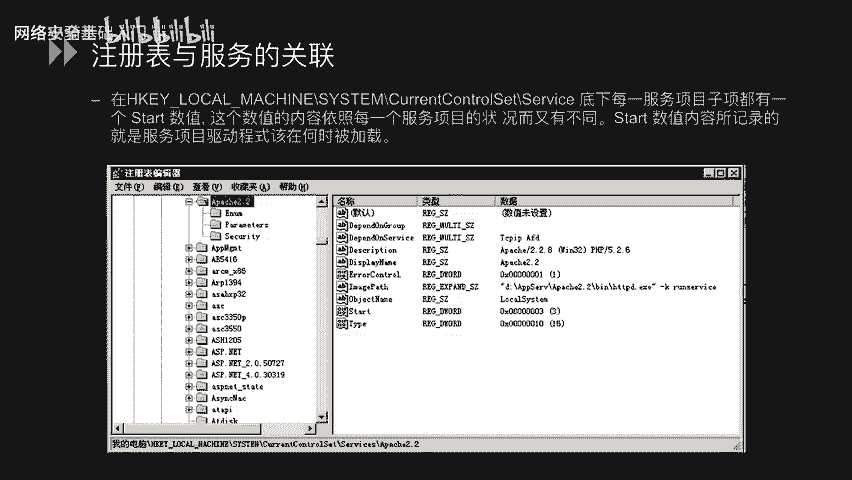 网络安全基础入门 bilibili
注册表与服务的关联
– 在HKEY_LOCAL_MACHINE\SYSTEM\CurrentControlSet\Service 底下每一服务项目子项都有一
个 Start 数值, 这个数值的内容依照每一个服务项目的状 况而又有不同。Start 数值内容所记录的
就是服务项目驱动程式该在何时被加载。
注册表编辑器
文件(F) 编辑(E) 查看(V) 收藏夹(A) 帮助(H)
Apache2.2
Enum
Parameters
Security
AppMgmt
AR5416
arcm_x86
Arp1394
asahxp32
asc
asc3350p
asc3550
ASH1205
ASP.NET
ASP.NET_2.0.50727
ASP.NET_4.0.30319
aspnet_state
AsyncMac
atapi
Atdisk
名称 类型 数据
(默认) REG_SZ (数值未设置)
DependOnGroup REG_MULTI_SZ
DependOnService REG_MULTI_SZ Tcpip Afd
Description REG_SZ Apache/2.2.8 (Win32) PHP/5.2.6
DisplayName REG_SZ Apache2.2
ErrorControl REG_DWORD 0x00000001 (1)
ImagePath REG_EXPAND_SZ "d:\AppServ\Apache2.2\bin\httpd.exe" -k runservice
ObjectName REG_SZ LocalSystem
Start REG_DWORD 0x00000003 (3)
Type REG_DWORD 0x00000010 (16)
我的电脑\HKEY_LOCAL_MACHINE\SYSTEM\CurrentControlSet\Services\Apache2.2